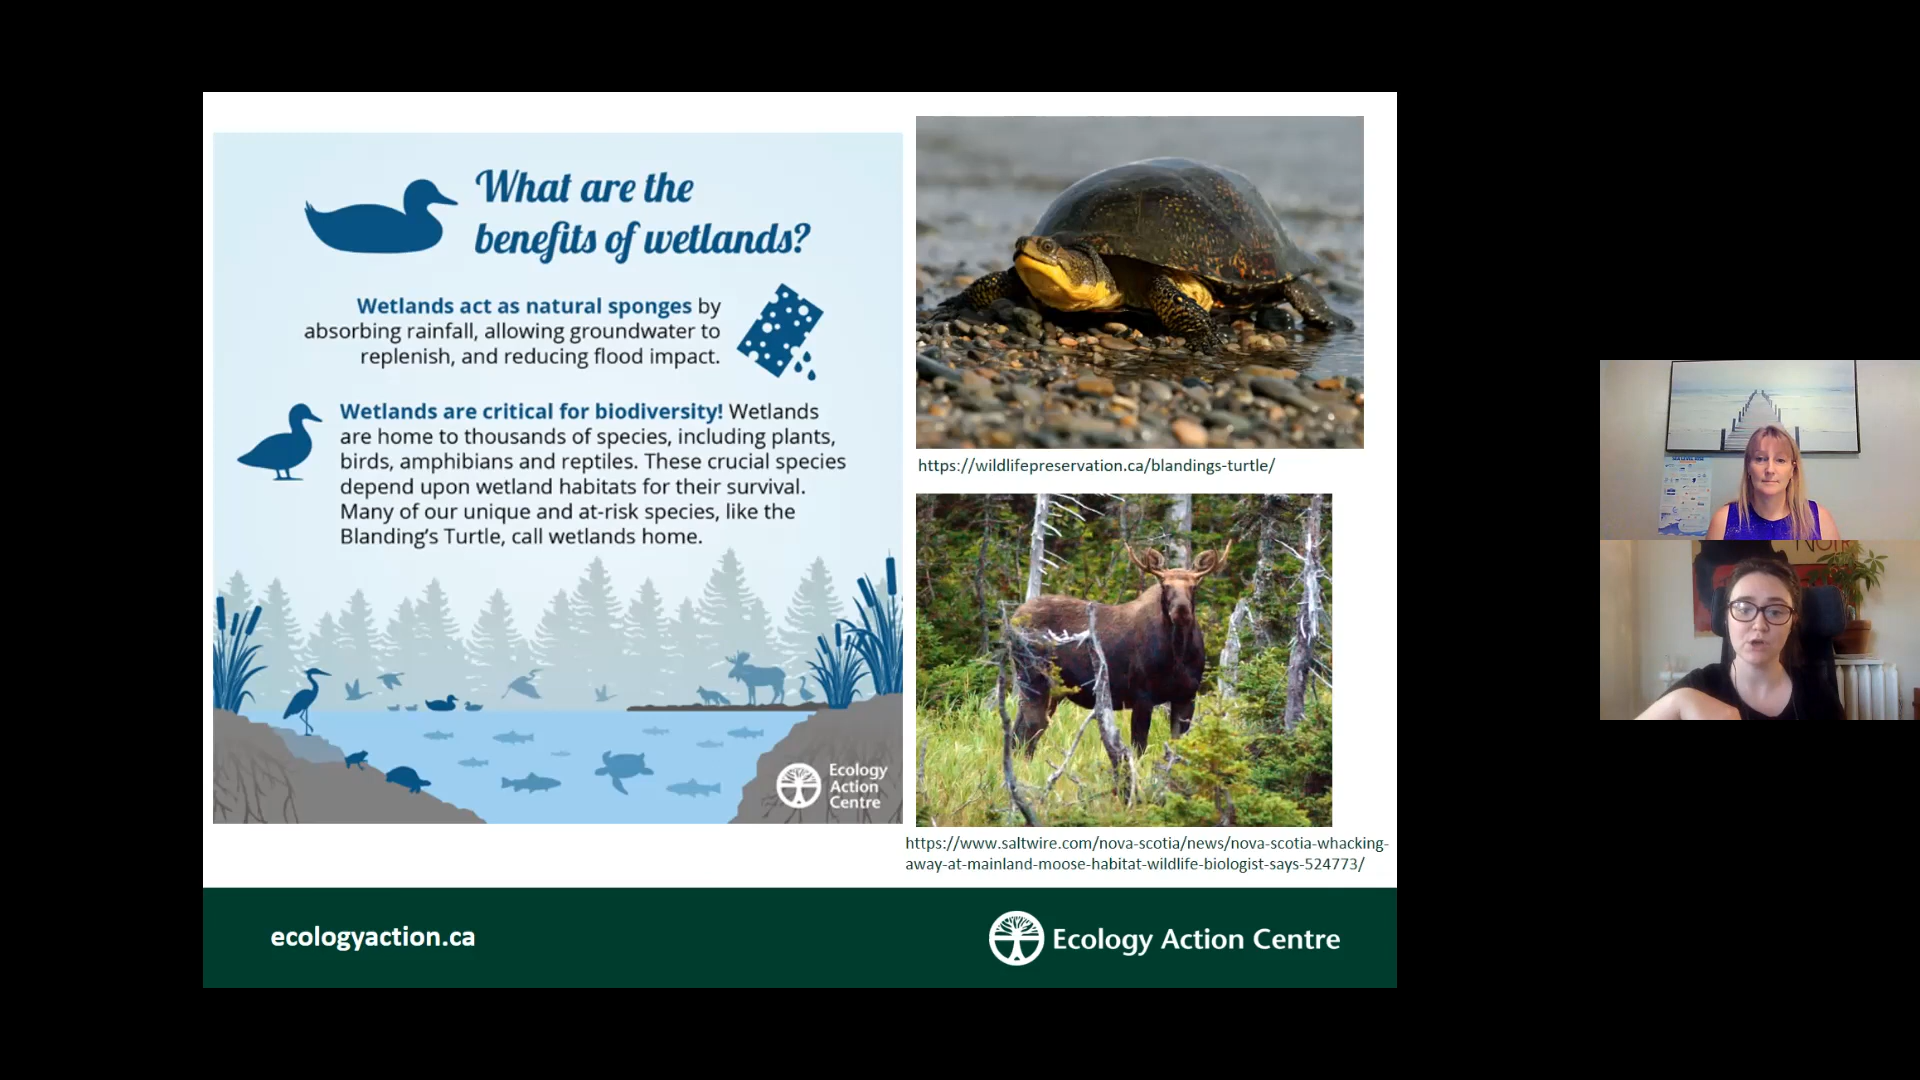 What are the
benefits of wetlands?
Wetlands act as natural sponges by
absorbing rainfall, allowing groundwater to
replenish, and reducing flood impact.
Wetlands are critical for biodiversity! Wetlands
are home to thousands of species, including plants,
birds, amphibians and reptiles. These crucial species
depend upon wetland habitats for their survival.
Many of our unique and at-risk species, like the
Blanding's Turtle, call wetlands home.
Ecology
Action
Centre
https://wildlifepreservation.ca/blandings-turtle/
https://www.saltwire.com/nova-scotia/news/nova-scotia-whacking-
away-at-mainland-moose-habitat-wildlife-biologist-says-524773/
ecologyaction.ca
Ecology Action Centre